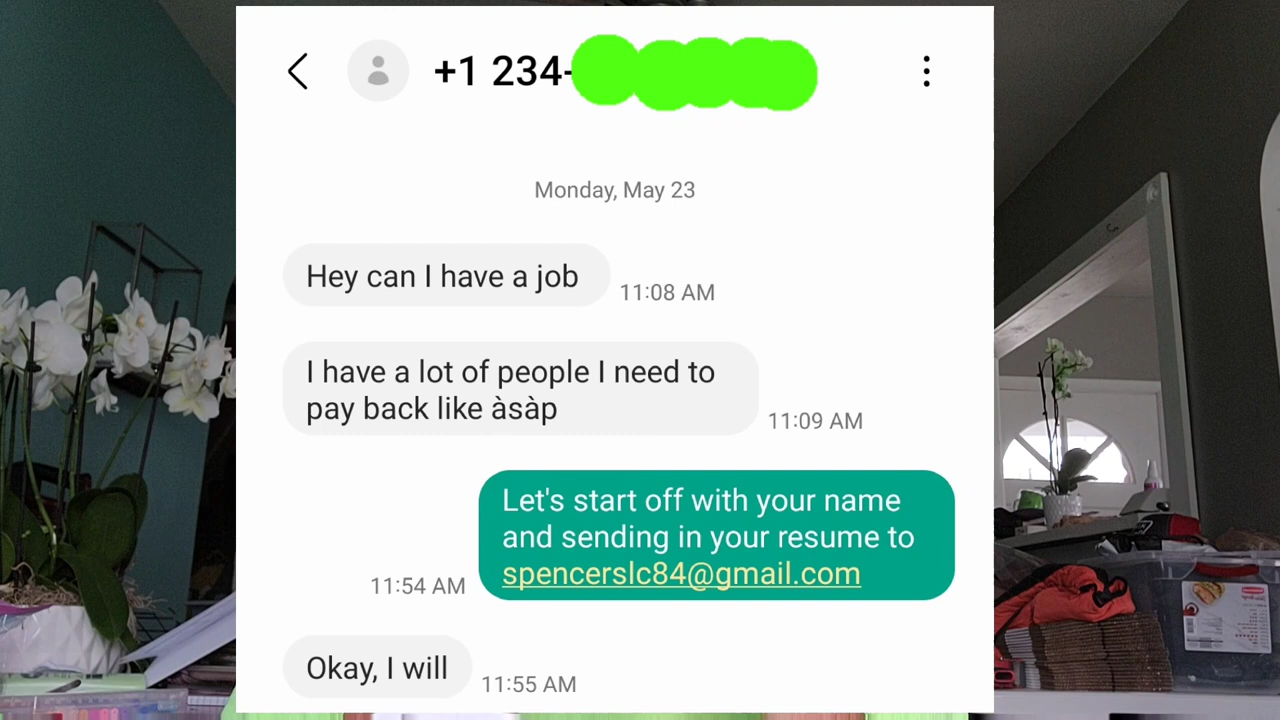 +1 234-
Monday, May 23
Hey can I have a job
11:08 AM
I have a lot of people I need to
pay back like àsàp
11:09 AM
Let's start off with your name
and sending in your resume to
spencerslc84@gmail.com
11:54 AM
Okay, I will
11:55 AM